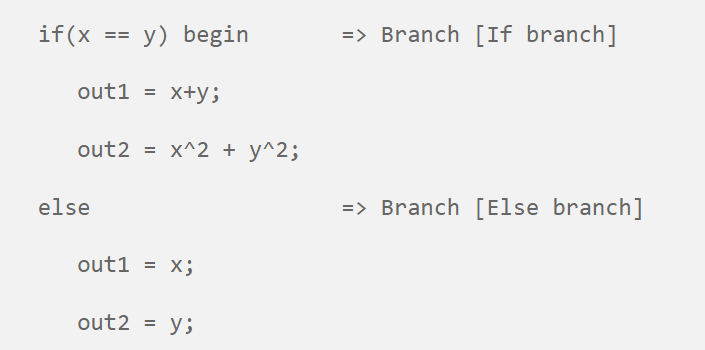 if(x == y) begin => Branch [If branch]
out1 = x+y;
out2 = x^2 + y^2;
else => Branch [Else branch]
out1 = x;
out2 = y;